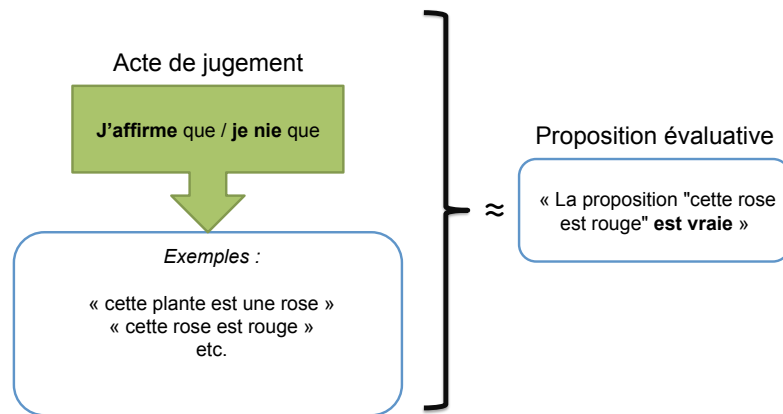 Acte de jugement
J'affirme que / je nie que
Exemples :
« cette plante est une rose »
« cette rose est rouge »
etc.
≈
Proposition évaluative
« La proposition "cette rose
est rouge" est vraie »